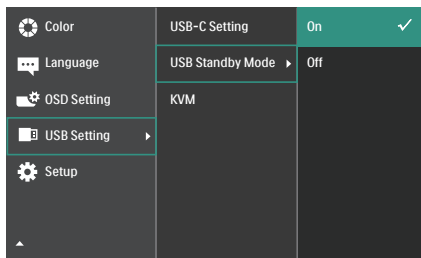 Color
Language
OSD Setting
USB Setting
Setup
USB-C Setting
USB Standby Mode
KVM
On
Off